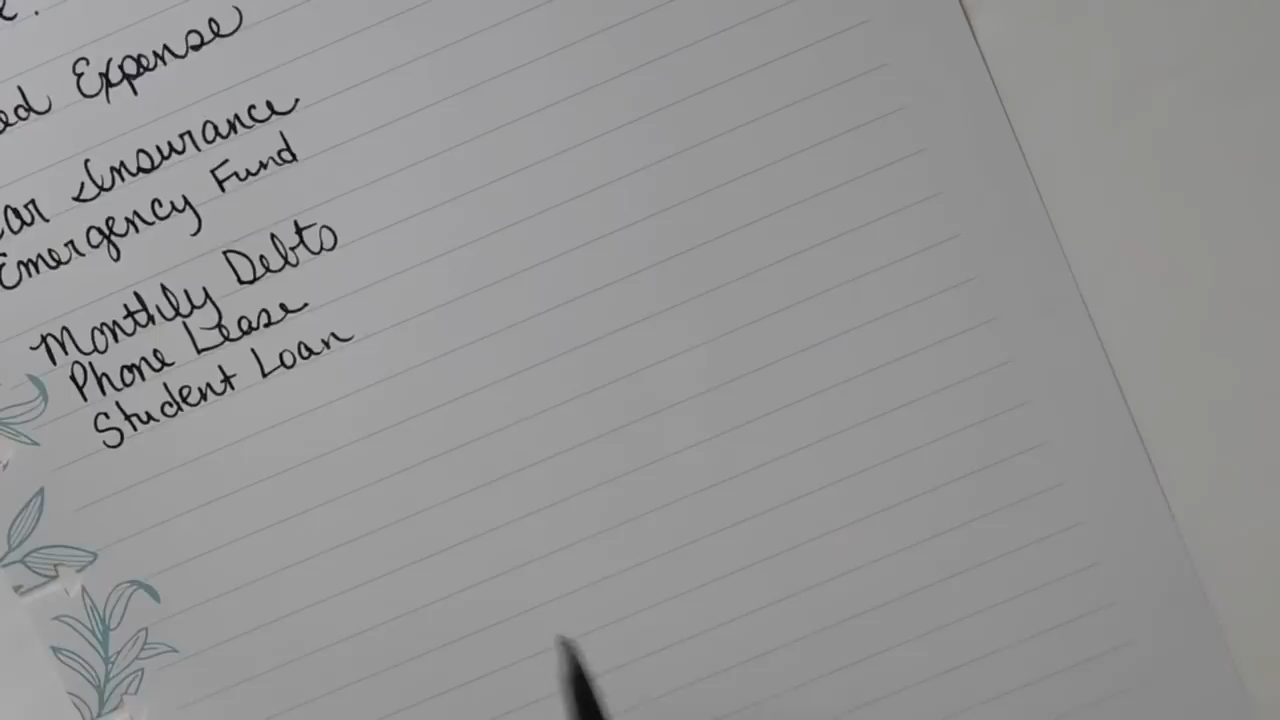 Expense
Insurance
Emergency Fund
Monthly Debts
Phone Lease
Student Loan